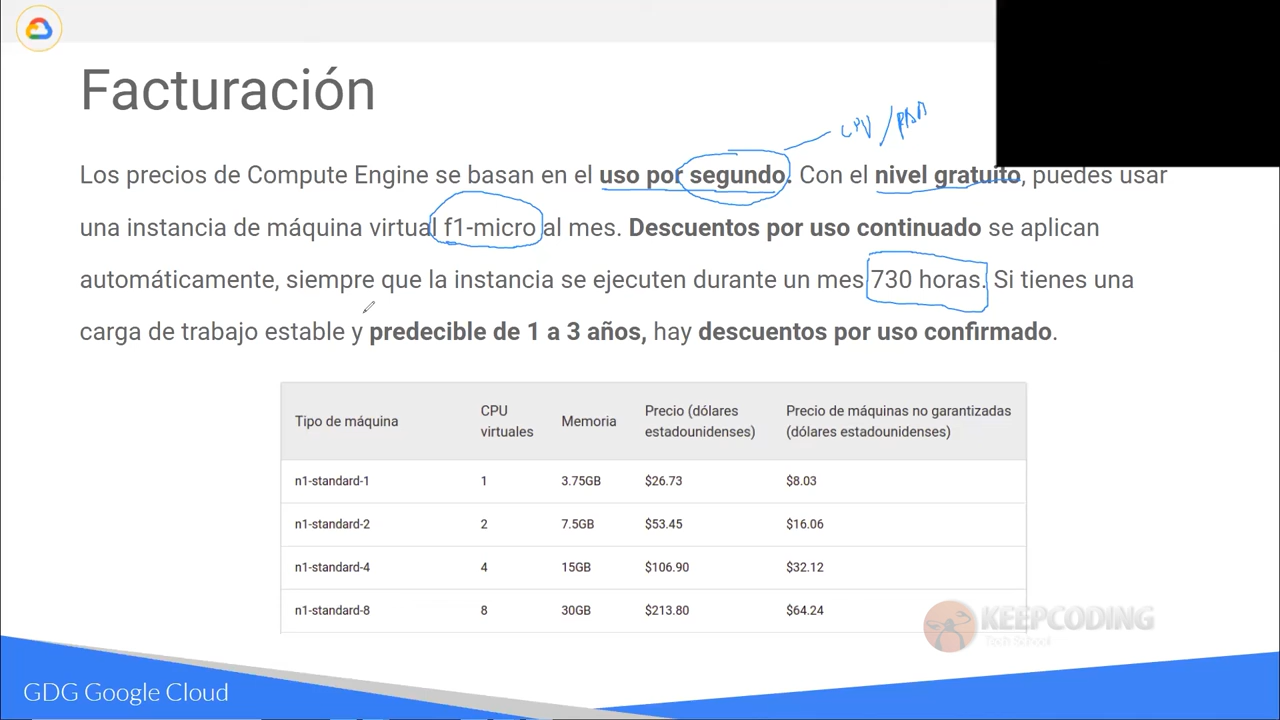 Facturación
CPU / RAM
Los precios de Compute Engine se basan en el uso por segundo. Con el nivel gratuito, puedes usar
una instancia de máquina virtual f1-micro al mes. Descuentos por uso continuado se aplican
automáticamente, siempre que la instancia se ejecuten durante un mes 730 horas. Si tienes una
carga de trabajo estable y predecible de 1 a 3 años, hay descuentos por uso confirmado.
Tipo de máquina CPU virtuales Memoria Precio (dólares estadounidenses) Precio de máquinas no garantizadas (dólares estadounidenses)
n1-standard-1 1 3.75GB $26.73 $8.03
n1-standard-2 2 7.5GB $53.45 $16.06
n1-standard-4 4 15GB $106.90 $32.12
n1-standard-8 8 30GB $213.80 $64.24
KEEPCODING
Tech School
GDG Google Cloud